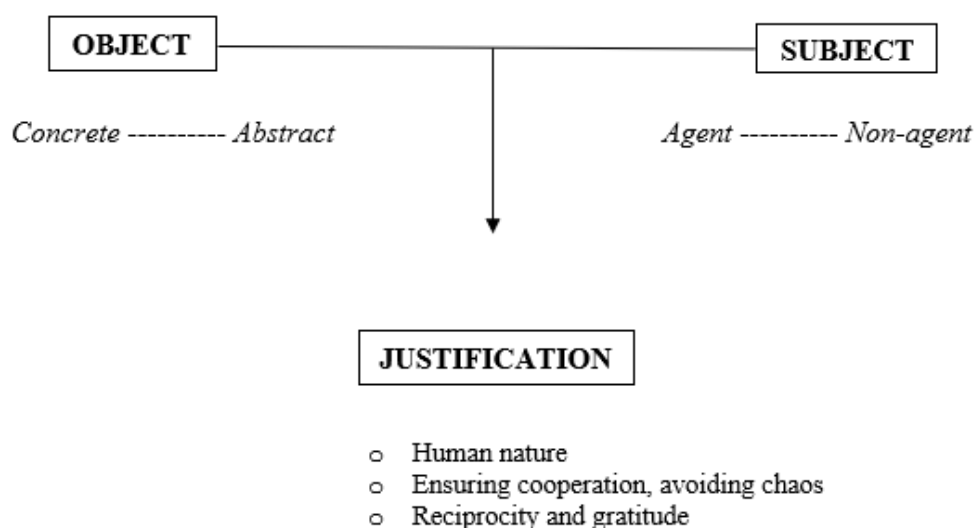 OBJECT
SUBJECT
Concrete ---------- Abstract
Agent ---------- Non-agent
JUSTIFICATION
o Human nature
o Ensuring cooperation, avoiding chaos
o Reciprocity and gratitude